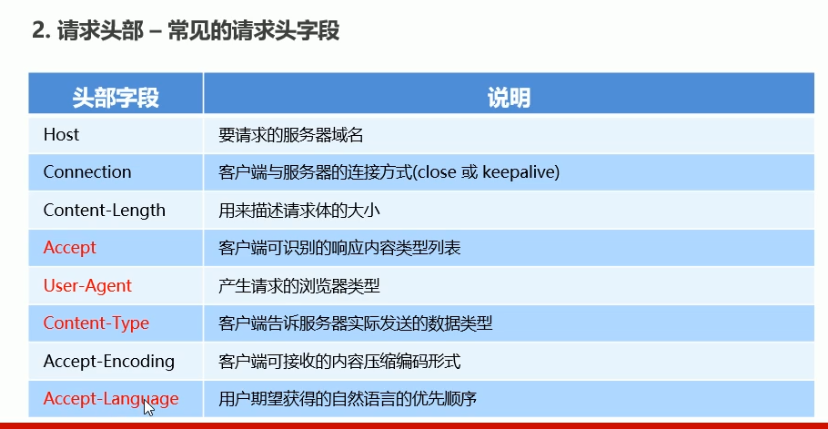 2. 请求头部 – 常见的请求头字段
头部字段 说明
Host 要请求的服务器域名
Connection 客户端与服务器的连接方式(close 或 keepalive)
Content-Length 用来描述请求体的大小
Accept 客户端可识别的响应内容类型列表
User-Agent 产生请求的浏览器类型
Content-Type 客户端告诉服务器实际发送的数据类型
Accept-Encoding 客户端可接收的内容压缩编码形式
Accept-Language 用户期望获得的自然语言的优先顺序